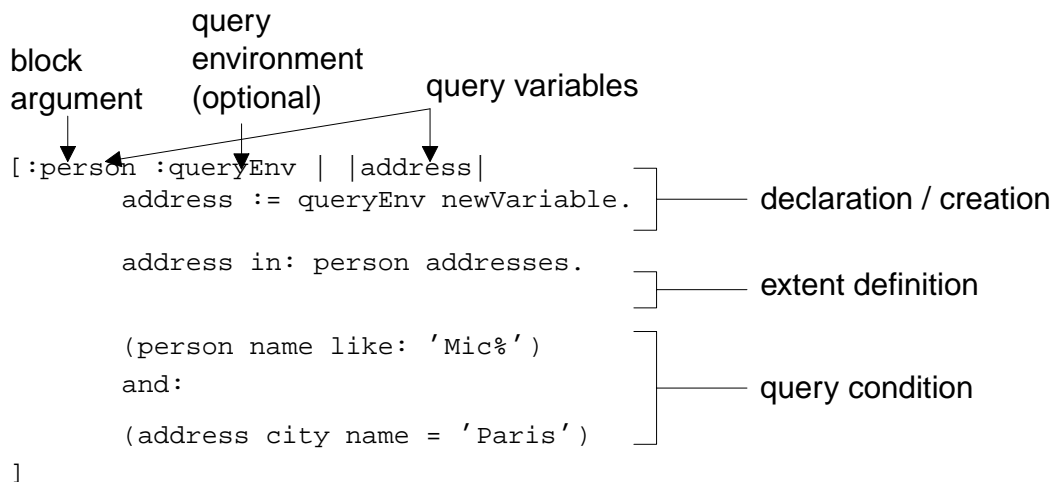 query
environment
(optional)
block
argument
query variables
[:person :queryEnv | |address|
address := queryEnv newVariable.
declaration / creation
address in: person addresses.
extent definition
(person name like: ′Mic%′)
and:
(address city name = ′Paris′)
query condition
]